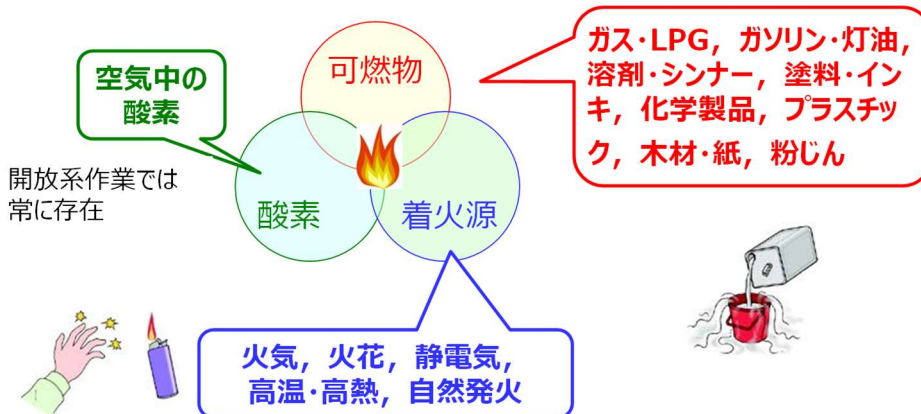 可燃物
ガス･LPG, ガソリン･灯油,
溶剤･シンナー, 塗料･イン
キ, 化学製品, プラスチッ
ク, 木材･紙, 粉じん
空気中の
酸素
開放系作業では
常に存在
酸素
着火源
火気, 火花, 静電気,
高温･高熱, 自然発火